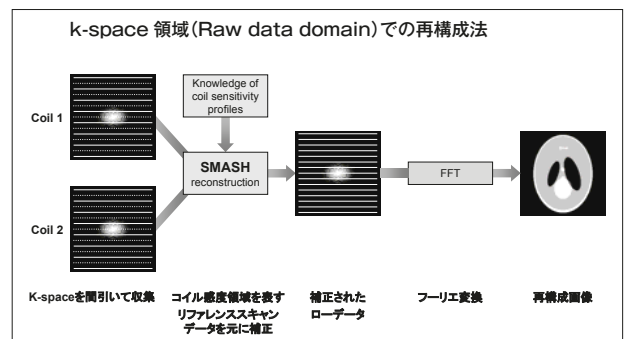 k-space 領域(Raw data domain)での再構成法
Knowledge of
coil sensitivity
profiles
Coil 1
SMASH
reconstruction
FFT
Coil 2
K-spaceを間引いて収集
コイル感度領域を表す
リファレンススキャン
データを元に補正
補正された
ローデータ
フーリエ変換
再構成画像